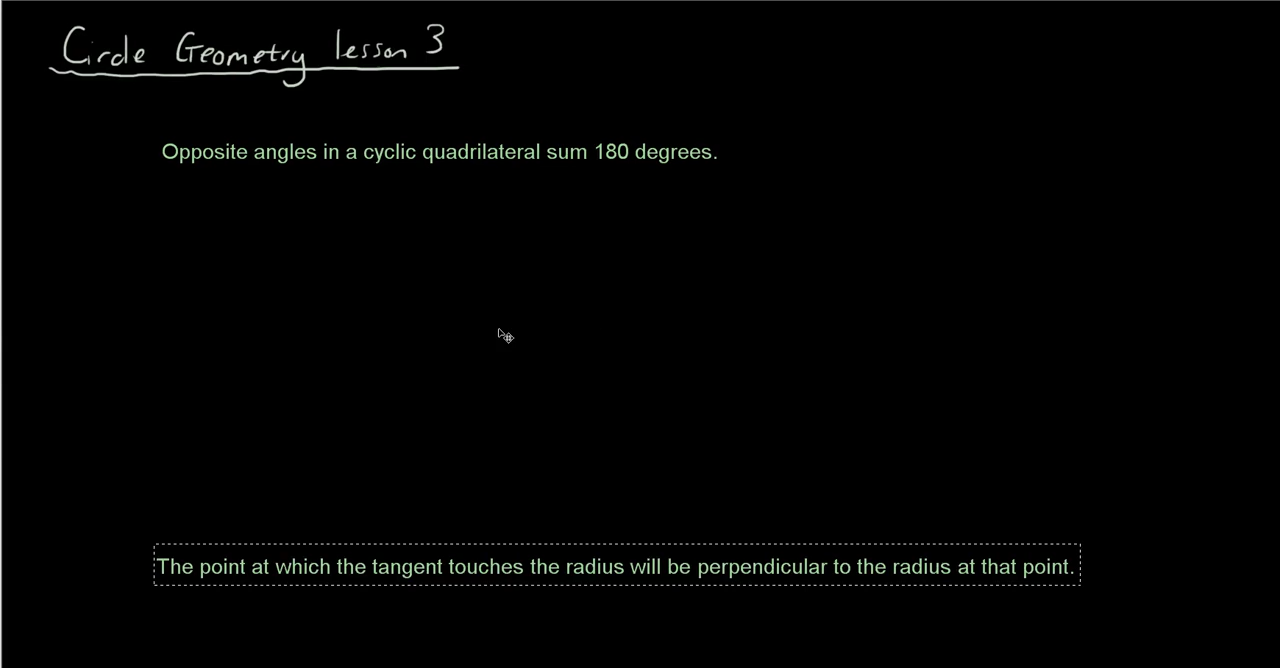 Circle Geometry lesson 3
Opposite angles in a cyclic quadrilateral sum 180 degrees.
The point at which the tangent touches the radius will be perpendicular to the radius at that point.